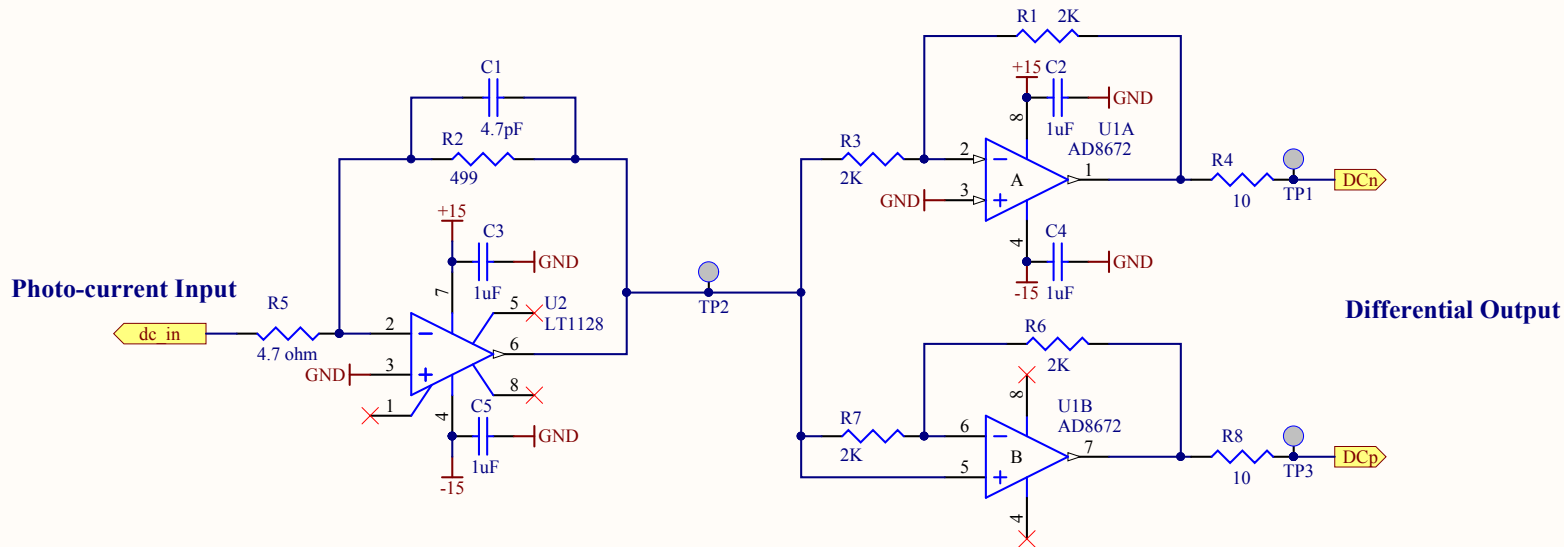 R1 2K
C1
4.7pF
R2
499
+15
C2
GND
1uF
8
U1A
AD8672
R3
2K
2
A
1
GND
3
4
R4
10
TP1
DCn
+15
C3
GND
1uF
7
C4
GND
1uF
-15
Photo-current Input
R5
dc_in
4.7 ohm
2
GND
3
5
U2
LT1128
6
8
1
4
C5
GND
1uF
-15
TP2
Differential Output
R6
2K
8
U1B
AD8672
R7
2K
6
B
7
5
4
R8
10
TP3
DCp